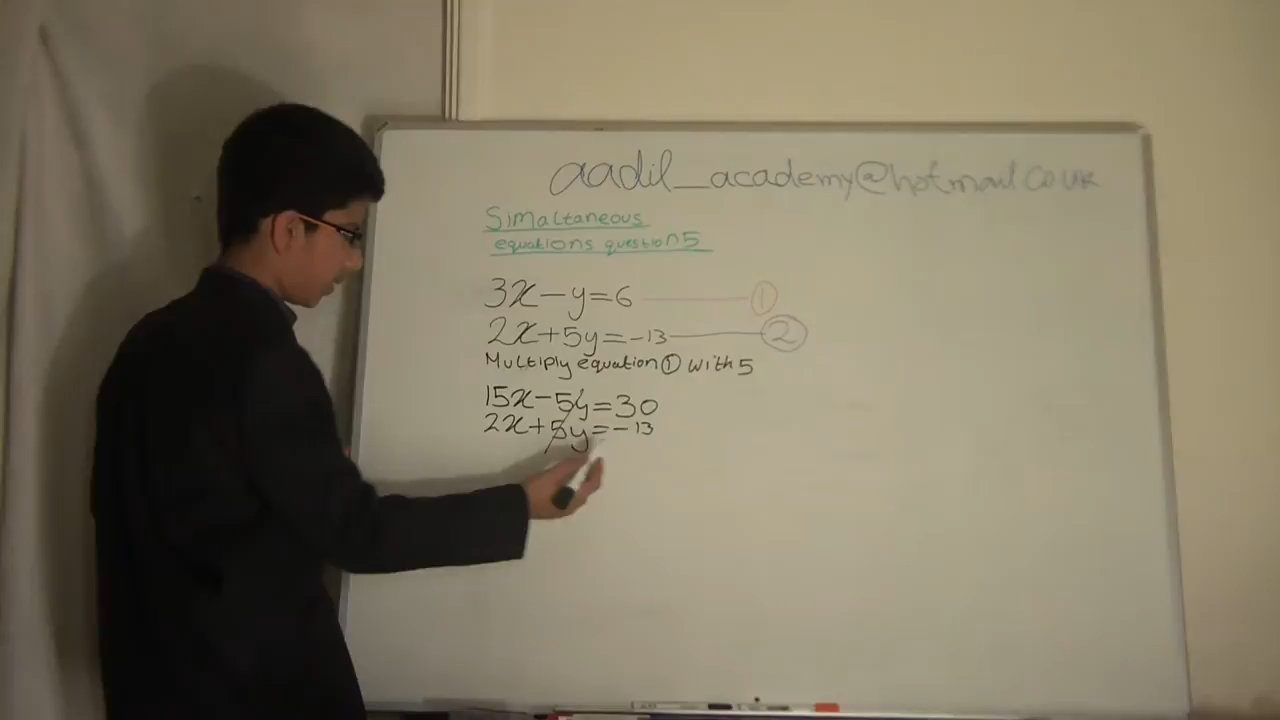 aadil_academy@hotmail.co.uk
Simaltaneous
equations question 5
3x-y=6 ①
2x+5y=-13 ②
Multiply equation ① with 5
15x-5y=30
2x+5y=-13